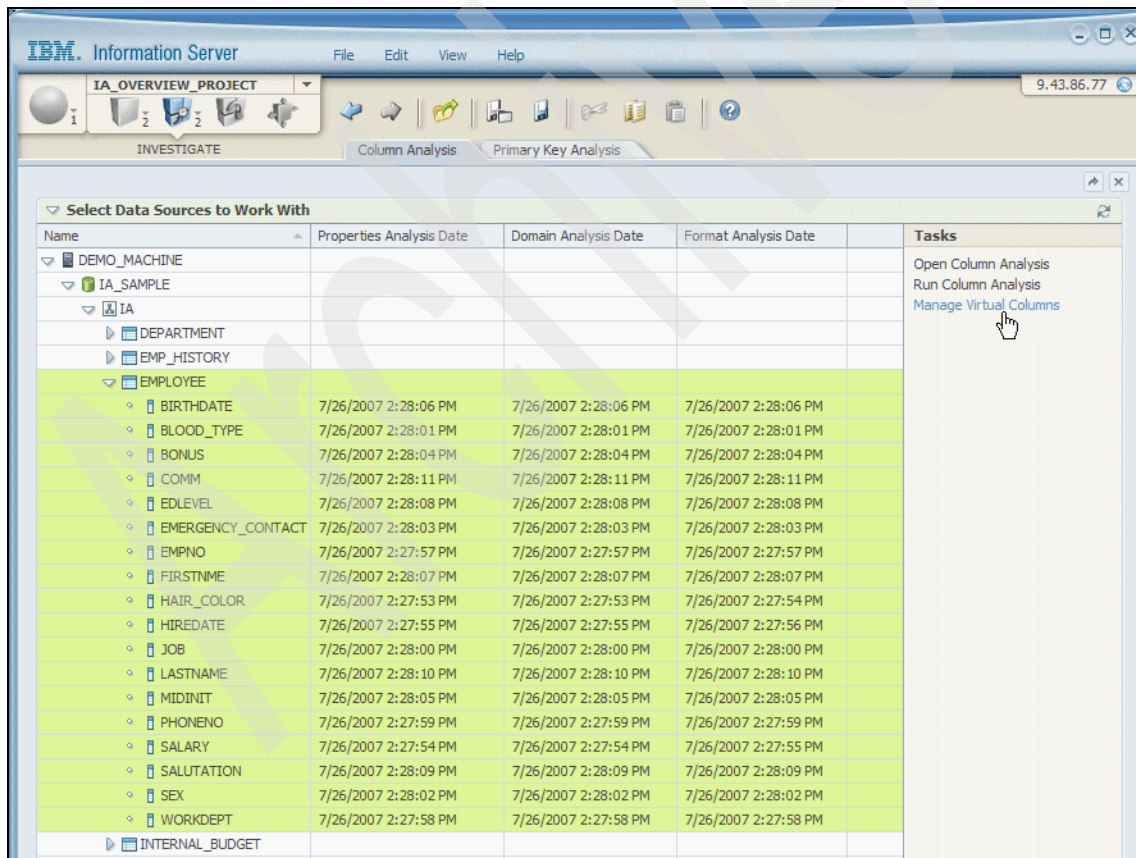 IBM. Information Server File Edit View Help
IA_OVERVIEW_PROJECT 9.43.86.77
1 2 2
INVESTIGATE Column Analysis Primary Key Analysis
Select Data Sources to Work With
Name Properties Analysis Date Domain Analysis Date Format Analysis Date Tasks
DEMO_MACHINE Open Column Analysis
IA_SAMPLE Run Column Analysis
IA Manage Virtual Columns
DEPARTMENT
EMP_HISTORY
EMPLOYEE
BIRTHDATE 7/26/2007 2:28:06 PM 7/26/2007 2:28:06 PM 7/26/2007 2:28:06 PM
BLOOD_TYPE 7/26/2007 2:28:01 PM 7/26/2007 2:28:01 PM 7/26/2007 2:28:01 PM
BONUS 7/26/2007 2:28:04 PM 7/26/2007 2:28:04 PM 7/26/2007 2:28:04 PM
COMM 7/26/2007 2:28:11 PM 7/26/2007 2:28:11 PM 7/26/2007 2:28:11 PM
EDLEVEL 7/26/2007 2:28:08 PM 7/26/2007 2:28:08 PM 7/26/2007 2:28:08 PM
EMERGENCY_CONTACT 7/26/2007 2:28:03 PM 7/26/2007 2:28:03 PM 7/26/2007 2:28:03 PM
EMPNO 7/26/2007 2:27:57 PM 7/26/2007 2:27:57 PM 7/26/2007 2:27:57 PM
FIRSTNME 7/26/2007 2:28:07 PM 7/26/2007 2:28:07 PM 7/26/2007 2:28:07 PM
HAIR_COLOR 7/26/2007 2:27:53 PM 7/26/2007 2:27:53 PM 7/26/2007 2:27:54 PM
HIREDATE 7/26/2007 2:27:55 PM 7/26/2007 2:27:55 PM 7/26/2007 2:27:56 PM
JOB 7/26/2007 2:28:00 PM 7/26/2007 2:28:00 PM 7/26/2007 2:28:00 PM
LASTNAME 7/26/2007 2:28:10 PM 7/26/2007 2:28:10 PM 7/26/2007 2:28:10 PM
MIDINIT 7/26/2007 2:28:05 PM 7/26/2007 2:28:05 PM 7/26/2007 2:28:05 PM
PHONENO 7/26/2007 2:27:59 PM 7/26/2007 2:27:59 PM 7/26/2007 2:27:59 PM
SALARY 7/26/2007 2:27:54 PM 7/26/2007 2:27:54 PM 7/26/2007 2:27:55 PM
SALUTATION 7/26/2007 2:28:09 PM 7/26/2007 2:28:09 PM 7/26/2007 2:28:09 PM
SEX 7/26/2007 2:28:02 PM 7/26/2007 2:28:02 PM 7/26/2007 2:28:02 PM
WORKDEPT 7/26/2007 2:27:58 PM 7/26/2007 2:27:58 PM 7/26/2007 2:27:58 PM
INTERNAL_BUDGET